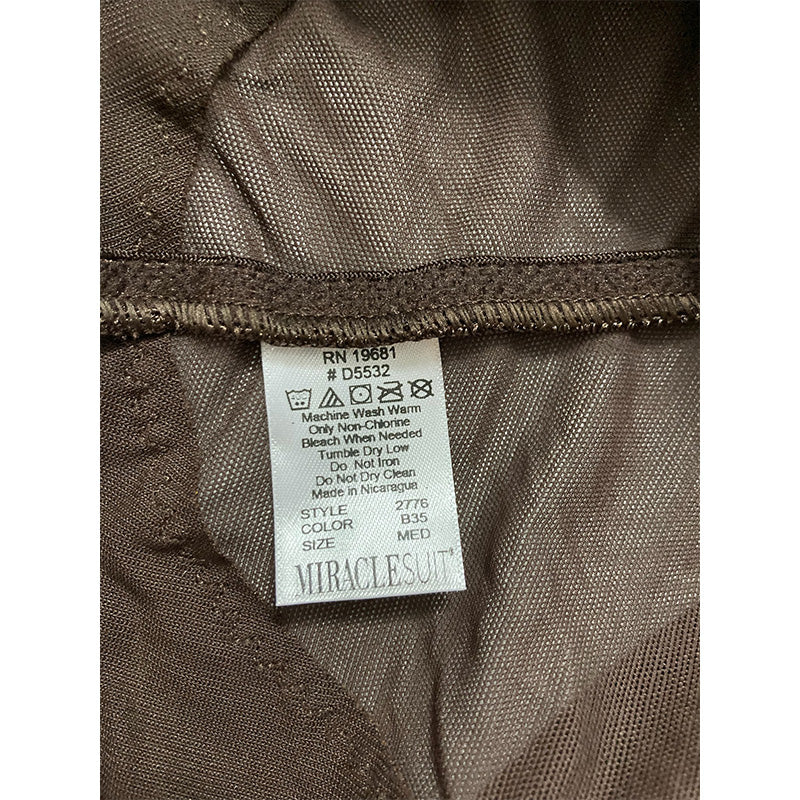 RN 19681
# D5532
Machine Wash Warm
Only Non-Chlorine
Bleach When Needed
Tumble Dry Low
Do Not Iron
Do Not Dry Clean
Made in Nicaragua
STYLE 2776
COLOR B35
SIZE MED
MIRACLESUIT®